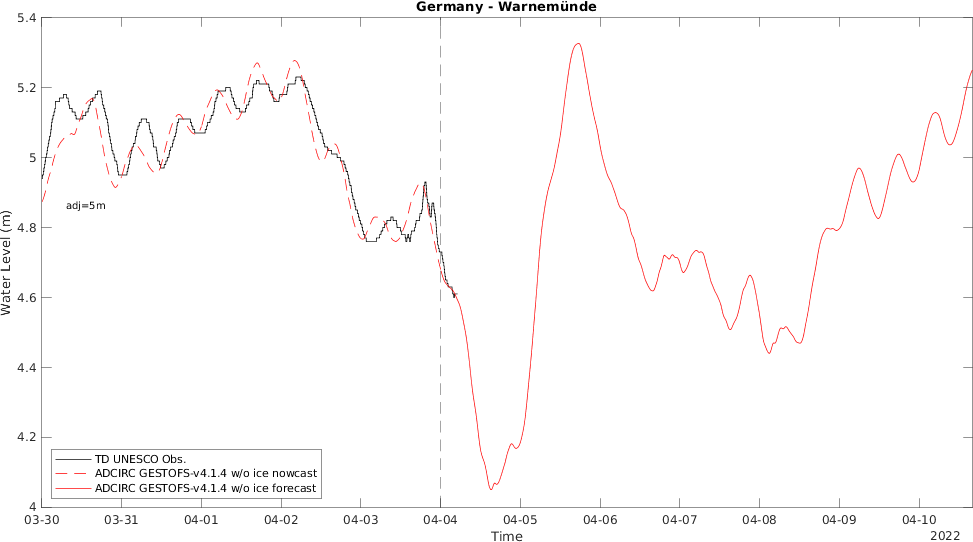 Germany - Warnemünde
5.4
5.2
5
4.8
4.6
4.4
4.2
4
Water Level (m)
adj=5m
TD UNESCO Obs.
ADCIRC GESTOFS-v4.1.4 w/o ice nowcast
ADCIRC GESTOFS-v4.1.4 w/o ice forecast
03-30 03-31 04-01 04-02 04-03 04-04 04-05 04-06 04-07 04-08 04-09 04-10
Time
2022